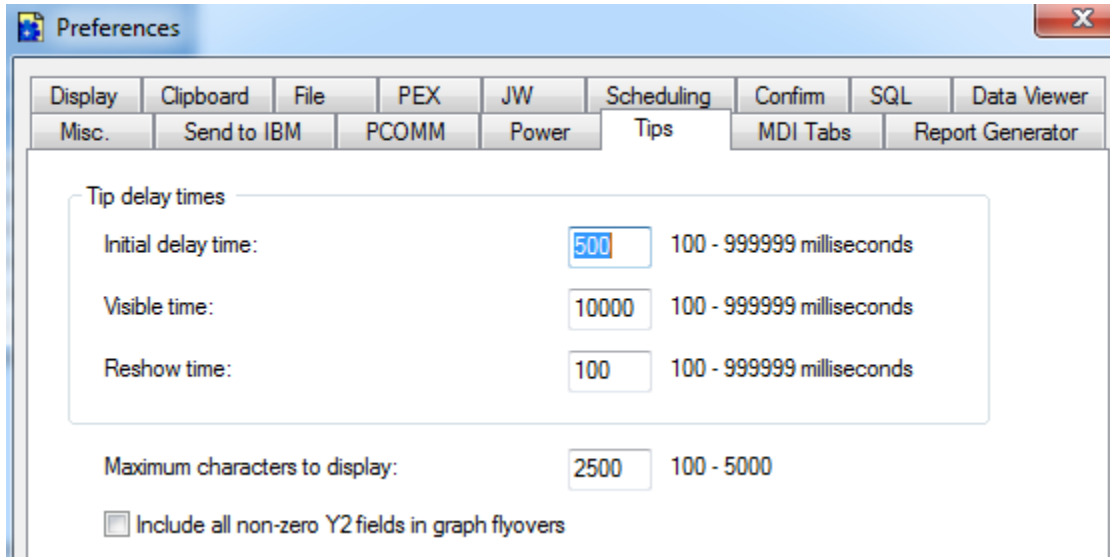 Preferences
Display Clipboard File PEX JW Scheduling Confirm SQL Data Viewer
Misc. Send to IBM PCOMM Power Tips MDI Tabs Report Generator
Tip delay times
Initial delay time: 500 100 - 999999 milliseconds
Visible time: 10000 100 - 999999 milliseconds
Reshow time: 100 100 - 999999 milliseconds
Maximum characters to display: 2500 100 - 5000
Include all non-zero Y2 fields in graph flyovers